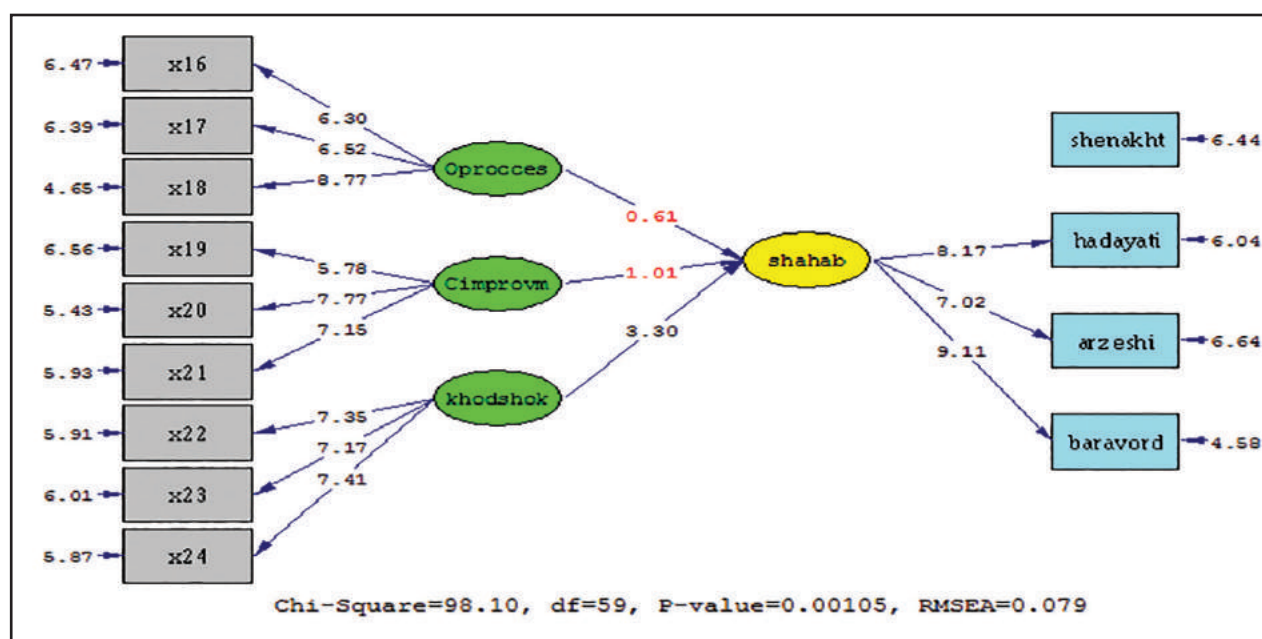 6.47 x16
6.39 x17
4.65 x18
6.56 x19
5.43 x20
5.93 x21
5.91 x22
6.01 x23
5.87 x24
6.30
6.52
8.77
5.78
7.77
7.15
7.35
7.17
7.41
Oprocces
Cimprovm
khodshok
0.61
1.01
3.30
shahab
8.17
7.02
9.11
shenakht 6.44
hadayati 6.04
arzeshi 6.64
baravord 4.58
Chi-Square=98.10, df=59, P-value=0.00105, RMSEA=0.079